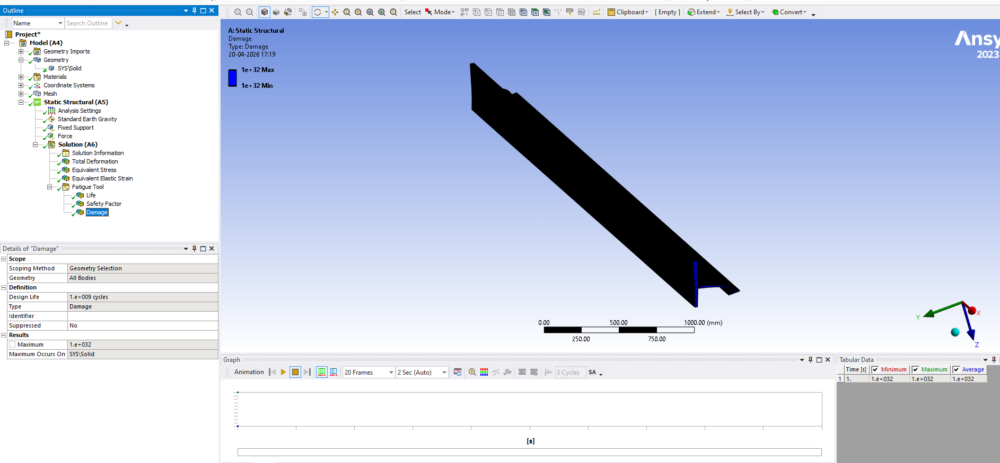 Outline
Name
Search Outline
Project*
Model (A4)
Geometry Imports
Geometry
SYS\Solid
Materials
Coordinate Systems
Mesh
Static Structural (A5)
Analysis Settings
Standard Earth Gravity
Fixed Support
Force
Solution (A6)
Solution Information
Total Deformation
Equivalent Stress
Equivalent Elastic Strain
Fatigue Tool
Life
Safety Factor
Damage
Details of "Damage"
Scope
Scoping Method Geometry Selection
Geometry All Bodies
Definition
Design Life 1.e+009 cycles
Type Damage
Identifier
Suppressed No
Results
Maximum 1.e+032
Maximum Occurs On SYS\Solid
Select Mode Clipboard [ Empty ] Extend Select By Convert
A: Static Structural
Damage
Type: Damage
20-04-2026 17:19
1e+32 Max
1e+32 Min
Ansy
2023
0.00 500.00 1000.00 (mm)
250.00 750.00
Y
X
Z
Graph
Animation 20 Frames 2 Sec (Auto) 3 Cycles SA
[s]
Tabular Data
Time [s] Minimum Maximum Average
1 1. 1.e+032 1.e+032 1.e+032